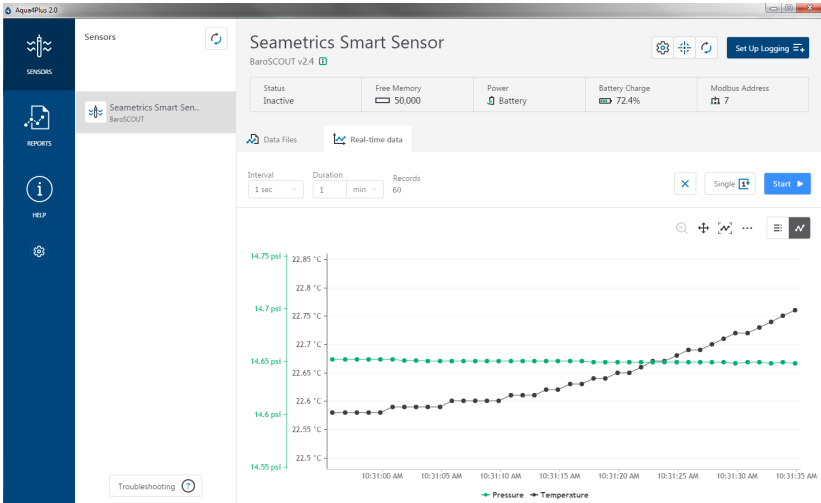 Aqua4Plus 2.0
SENSORS
REPORTS
HELP
Sensors
Seametrics Smart Sen..
BaroSCOUT
Troubleshooting ?
Seametrics Smart Sensor
BaroSCOUT v2.4
Set Up Logging
Status Free Memory Power Battery Charge Modbus Address
Inactive 50,000 Battery 72.4% 7
Data Files Real-time data
Interval Duration Records
1 sec 1 min 60
Single 1 Start
14.75 psi
14.7 psi
14.65 psi
14.6 psi
14.55 psi
22.85 °C
22.8 °C
22.75 °C
22.7 °C
22.65 °C
22.6 °C
22.55 °C
22.5 °C
10:31:00 AM 10:31:05 AM 10:31:10 AM 10:31:15 AM 10:31:20 AM 10:31:25 AM 10:31:30 AM 10:31:35 AM
Pressure Temperature